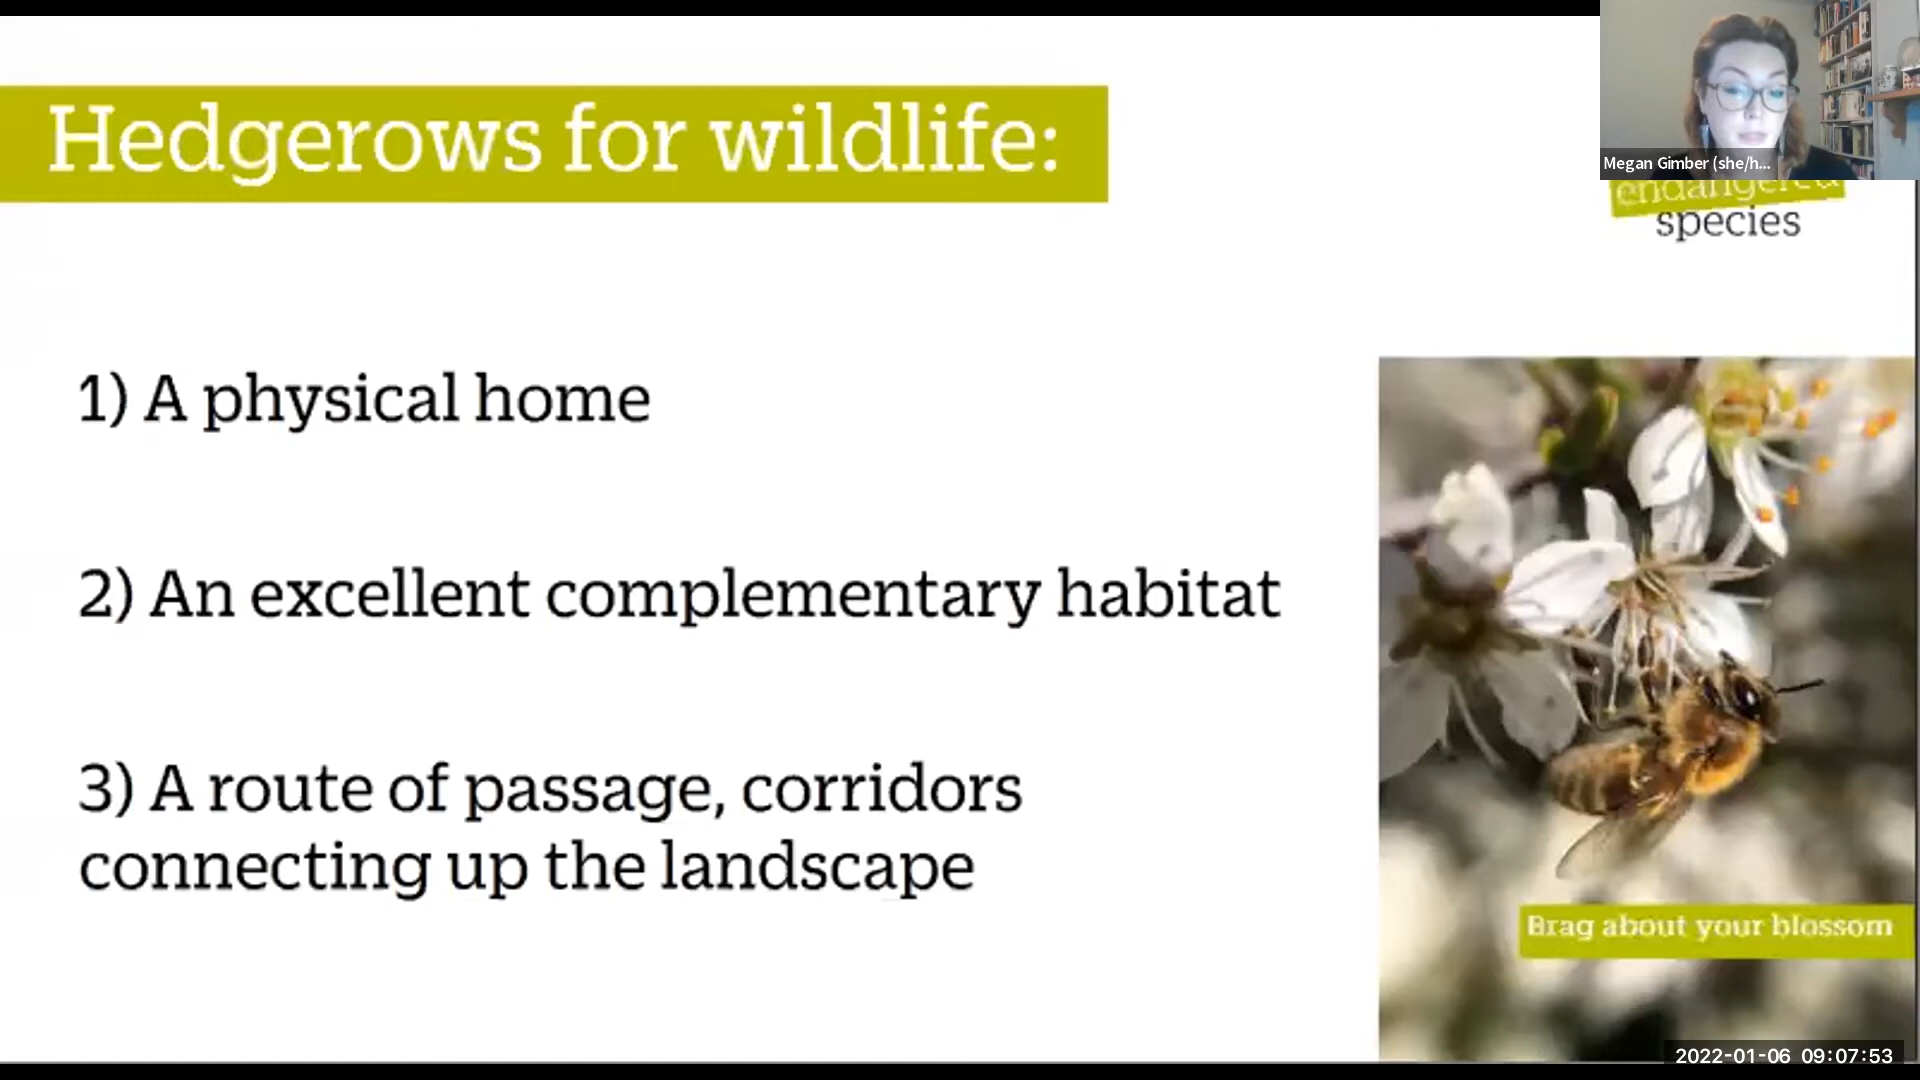 Hedgerows for wildlife:
Megan Gimber (she/h...
endangered
species
1) A physical home
2) An excellent complementary habitat
3) A route of passage, corridors
connecting up the landscape
Brag about your blossom
2022-01-06 09:07:53